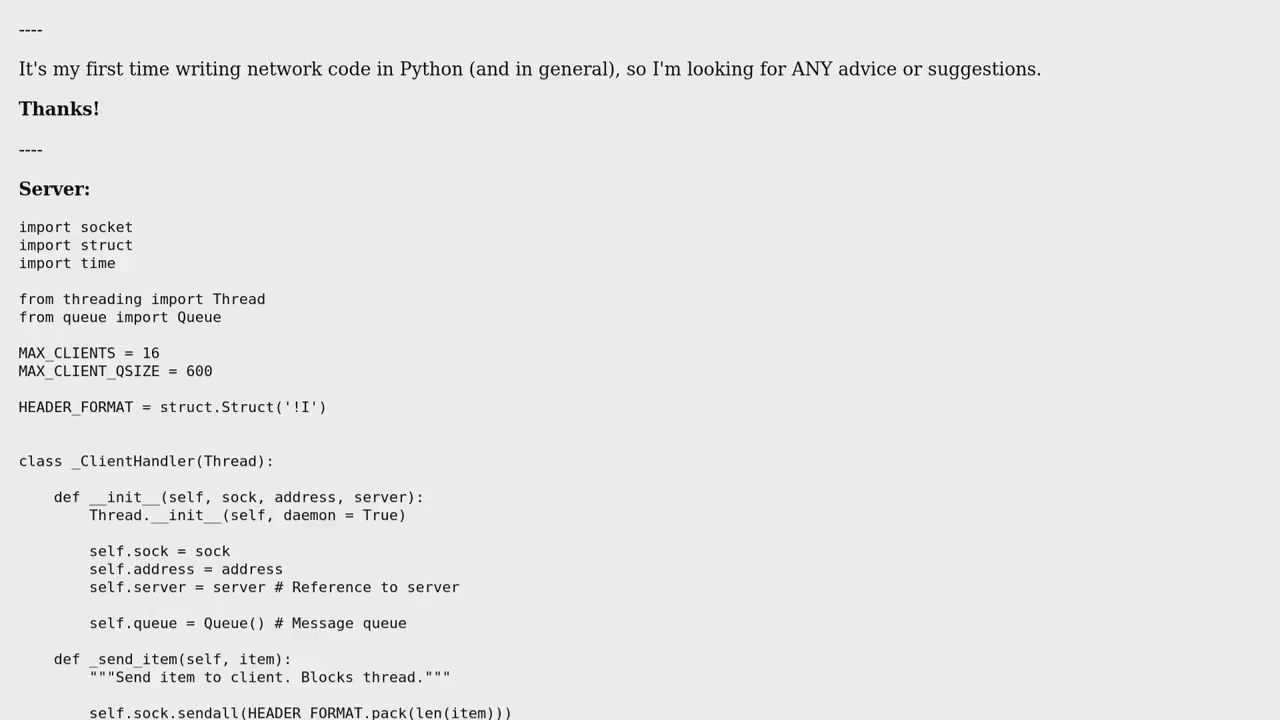 ----
It's my first time writing network code in Python (and in general), so I'm looking for ANY advice or suggestions.
Thanks!
----
Server:
import socket
import struct
import time
from threading import Thread
from queue import Queue
MAX_CLIENTS = 16
MAX_CLIENT_QSIZE = 600
HEADER_FORMAT = struct.Struct('!I')
class _ClientHandler(Thread):
    def __init__(self, sock, address, server):
        Thread.__init__(self, daemon = True)
        self.sock = sock
        self.address = address
        self.server = server # Reference to server
        self.queue = Queue() # Message queue
    def _send_item(self, item):
        """Send item to client. Blocks thread."""
        self.sock.sendall(HEADER_FORMAT.pack(len(item)))